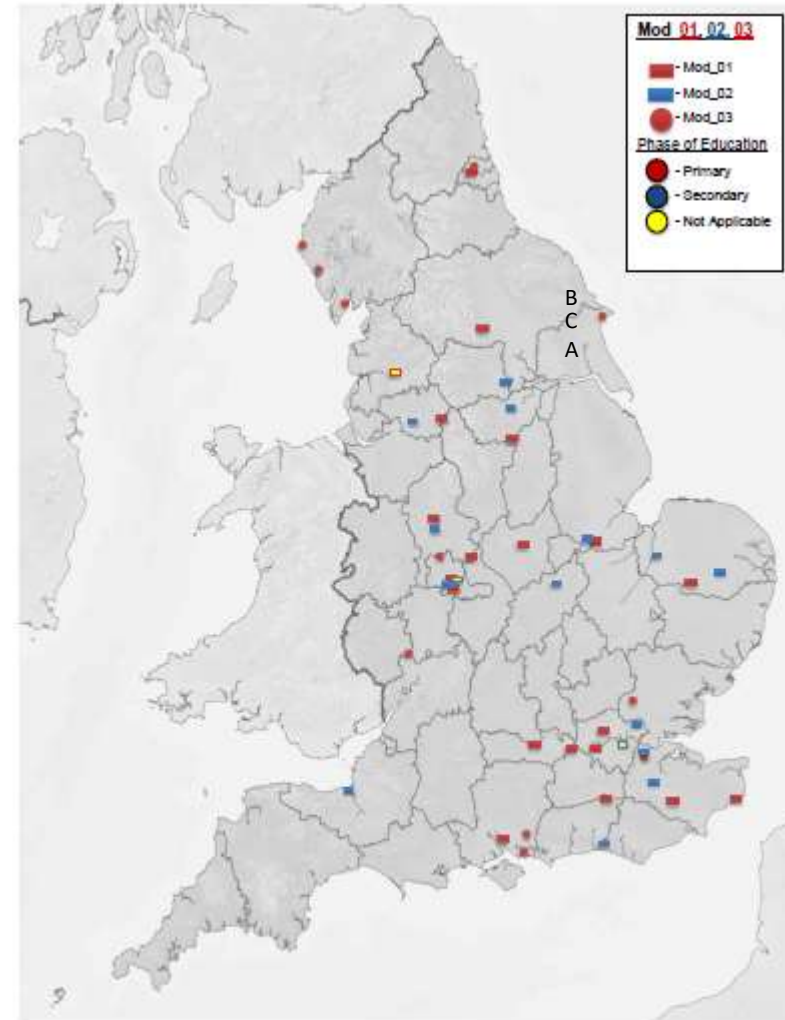 Mod 01, 02, 03
- Mod_01
- Mod_02
- Mod_03
Phase of Education
- Primary
- Secondary
- Not Applicable
B
C
A